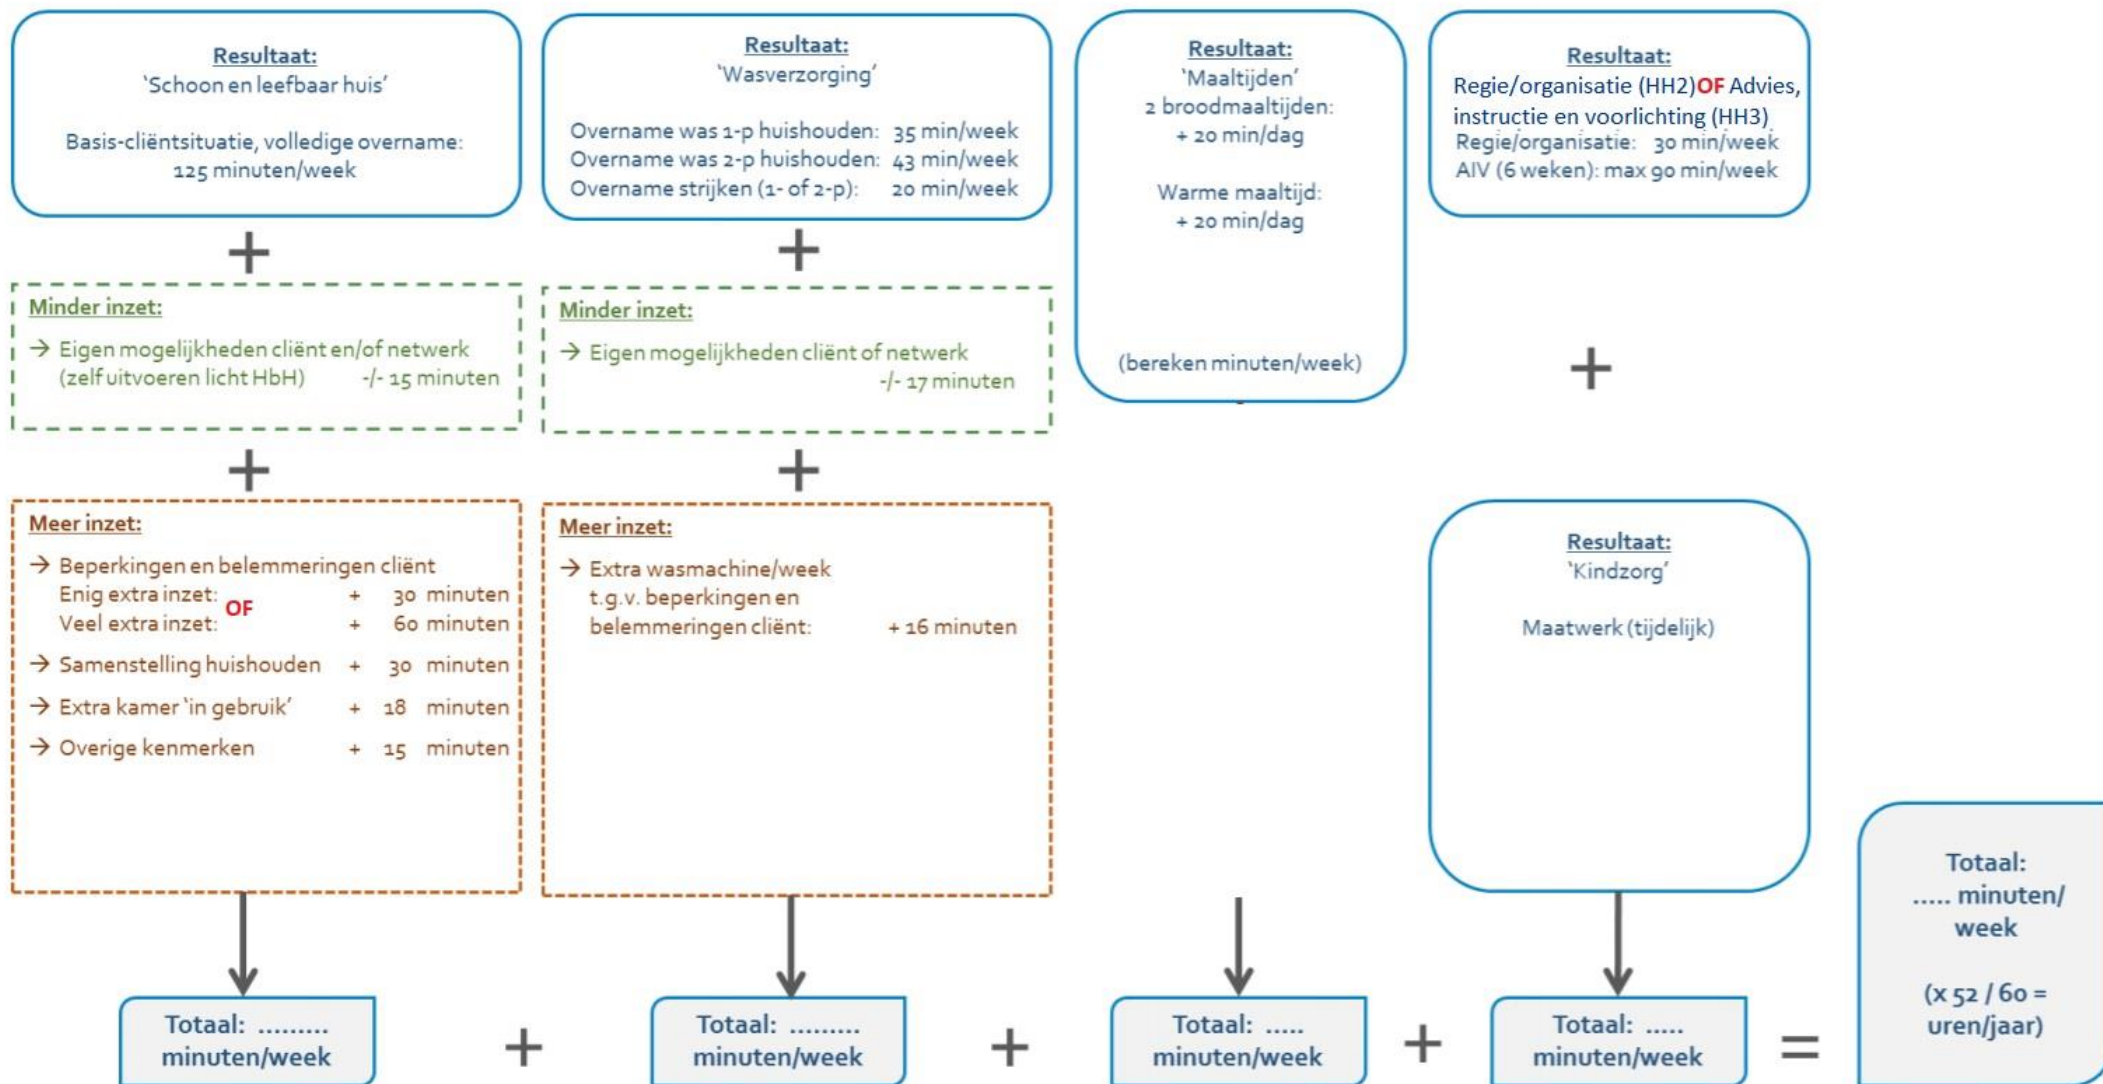 Resultaat:
‘Schoon en leefbaar huis’
Basis-cliëntsituatie, volledige overname:
125 minuten/week
+
Minder inzet:
→ Eigen mogelijkheden cliënt en/of netwerk
(zelf uitvoeren licht HbH) -/- 15 minuten
+
Meer inzet:
→ Beperkingen en belemmeringen cliënt
Enig extra inzet: + 30 minuten
OF
Veel extra inzet: + 60 minuten
→ Samenstelling huishouden + 30 minuten
→ Extra kamer ‘in gebruik’ + 18 minuten
→ Overige kenmerken + 15 minuten
Totaal: .........
minuten/week
+
Resultaat:
‘Wasverzorging’
Overname was 1-p huishouden: 35 min/week
Overname was 2-p huishouden: 43 min/week
Overname strijken (1- of 2-p): 20 min/week
+
Minder inzet:
→ Eigen mogelijkheden cliënt of netwerk
-/- 17 minuten
+
Meer inzet:
→ Extra wasmachine/week
t.g.v. beperkingen en
belemmeringen cliënt: + 16 minuten
Totaal: .........
minuten/week
+
Resultaat:
‘Maaltijden’
2 broodmaaltijden:
+ 20 min/dag
Warme maaltijd:
+ 20 min/dag
(bereken minuten/week)
Totaal: .....
minuten/week
+
Resultaat:
Regie/organisatie (HH2)OF Advies,
instructie en voorlichting (HH3)
Regie/organisatie: 30 min/week
AIV (6 weken): max 90 min/week
+
Resultaat:
‘Kindzorg’
Maatwerk (tijdelijk)
Totaal: .....
minuten/week
=
Totaal:
..... minuten/
week
(x 52 / 60 =
uren/jaar)